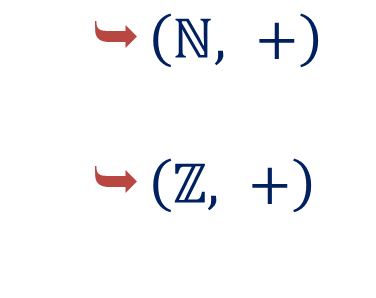 (ℕ, +)
(ℤ, +)